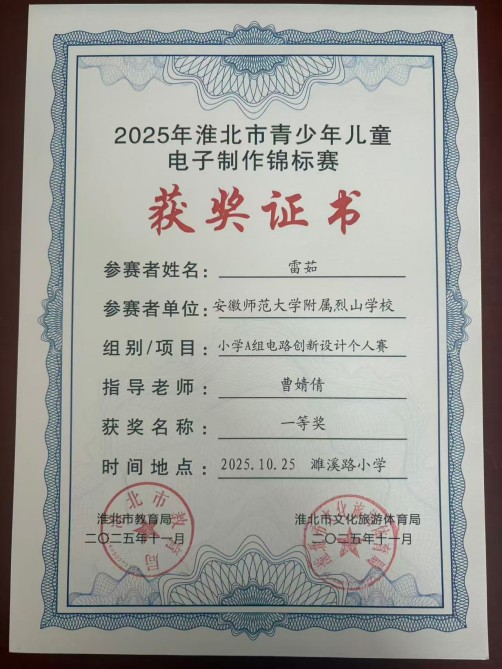 2025年淮北市青少年儿童
电子制作锦标赛
获奖证书
参赛者姓名：雷茹
参赛者单位：安徽师范大学附属烈山学校
组别/项目：小学A组电路创新设计个人赛
指导老师：曹婧倩
获奖名称：一等奖
时间地点：2025.10.25 濉溪路小学
淮北市教育局
二〇二五年十一月
淮北市文化旅游体育局
二〇二五年十一月